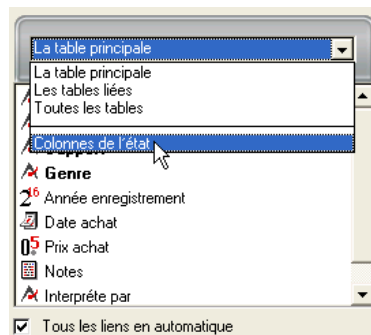 La table principale
La table principale
Les tables liées
Toutes les tables
Colonnes de l'état
Genre
Année enregistrement
Date achat
Prix achat
Notes
Interpréte par
Tous les liens en automatique